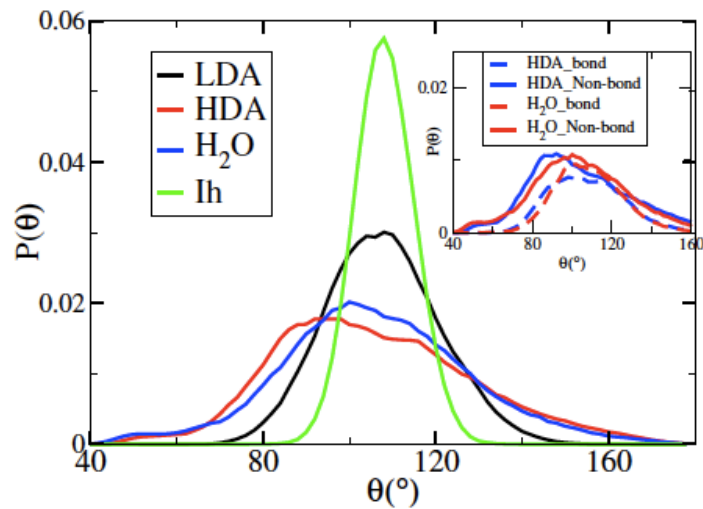 0.06
0.04
0.02
0
P(θ)
LDA
HDA
H₂O
Ih
40
80
120
160
θ(°)
HDA_bond
HDA_Non-bond
H₂O_bond
H₂O_Non-bond
0.02
0
P(θ)
40
80
120
160
θ(°)